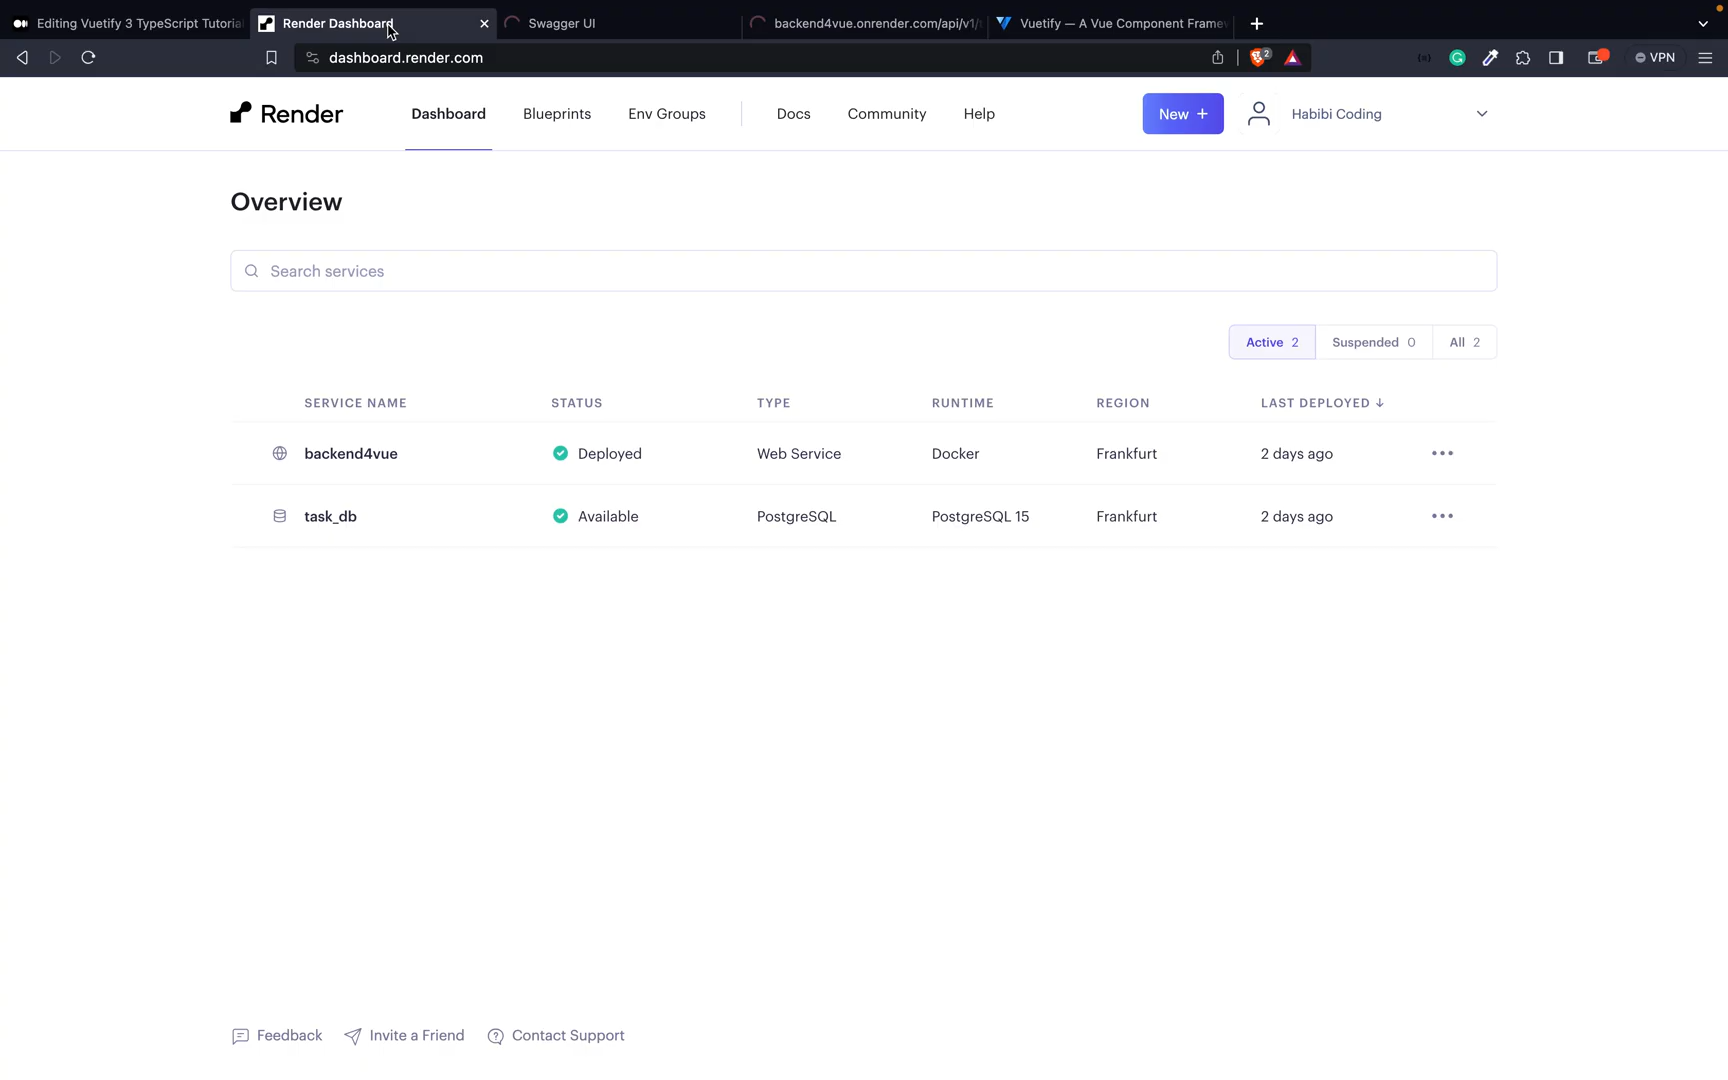 Editing Vuetify 3 TypeScript Tutorial
Render Dashboard
Swagger UI
backend4vue.onrender.com/api/v1/
Vuetify — A Vue Component Framew
dashboard.render.com
2
VPN
Render
Dashboard
Blueprints
Env Groups
Docs
Community
Help
New +
Habibi Coding
Overview
Search services
Active 2
Suspended 0
All 2
SERVICE NAME
STATUS
TYPE
RUNTIME
REGION
LAST DEPLOYED ↓
backend4vue
Deployed
Web Service
Docker
Frankfurt
2 days ago
task_db
Available
PostgreSQL
PostgreSQL 15
Frankfurt
2 days ago
Feedback
Invite a Friend
Contact Support